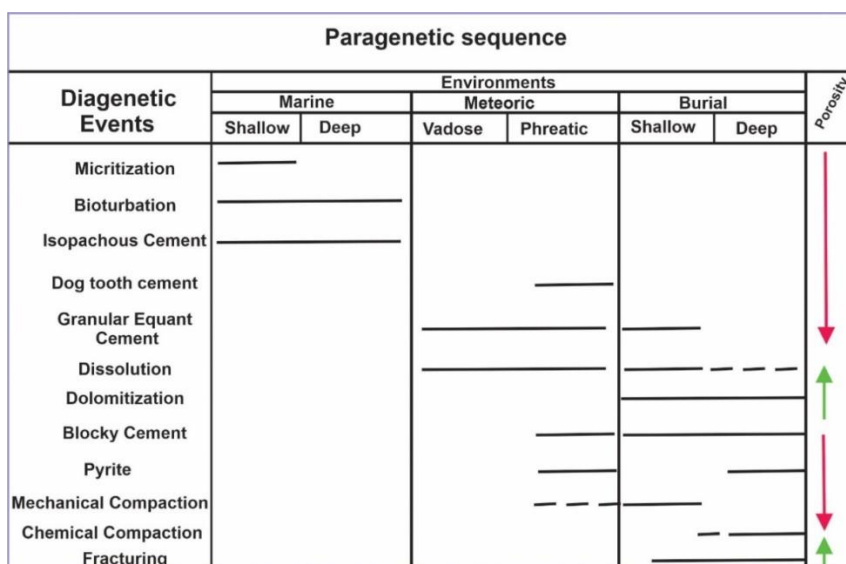 Paragenetic sequence
Diagenetic
Events
Environments
Marine
Meteoric
Burial
Shallow
Deep
Vadose
Phreatic
Shallow
Deep
Porosity
Micritization
Bioturbation
Isopachous Cement
Dog tooth cement
Granular Equant
Cement
Dissolution
Dolomitization
Blocky Cement
Pyrite
Mechanical Compaction
Chemical Compaction
Fracturing